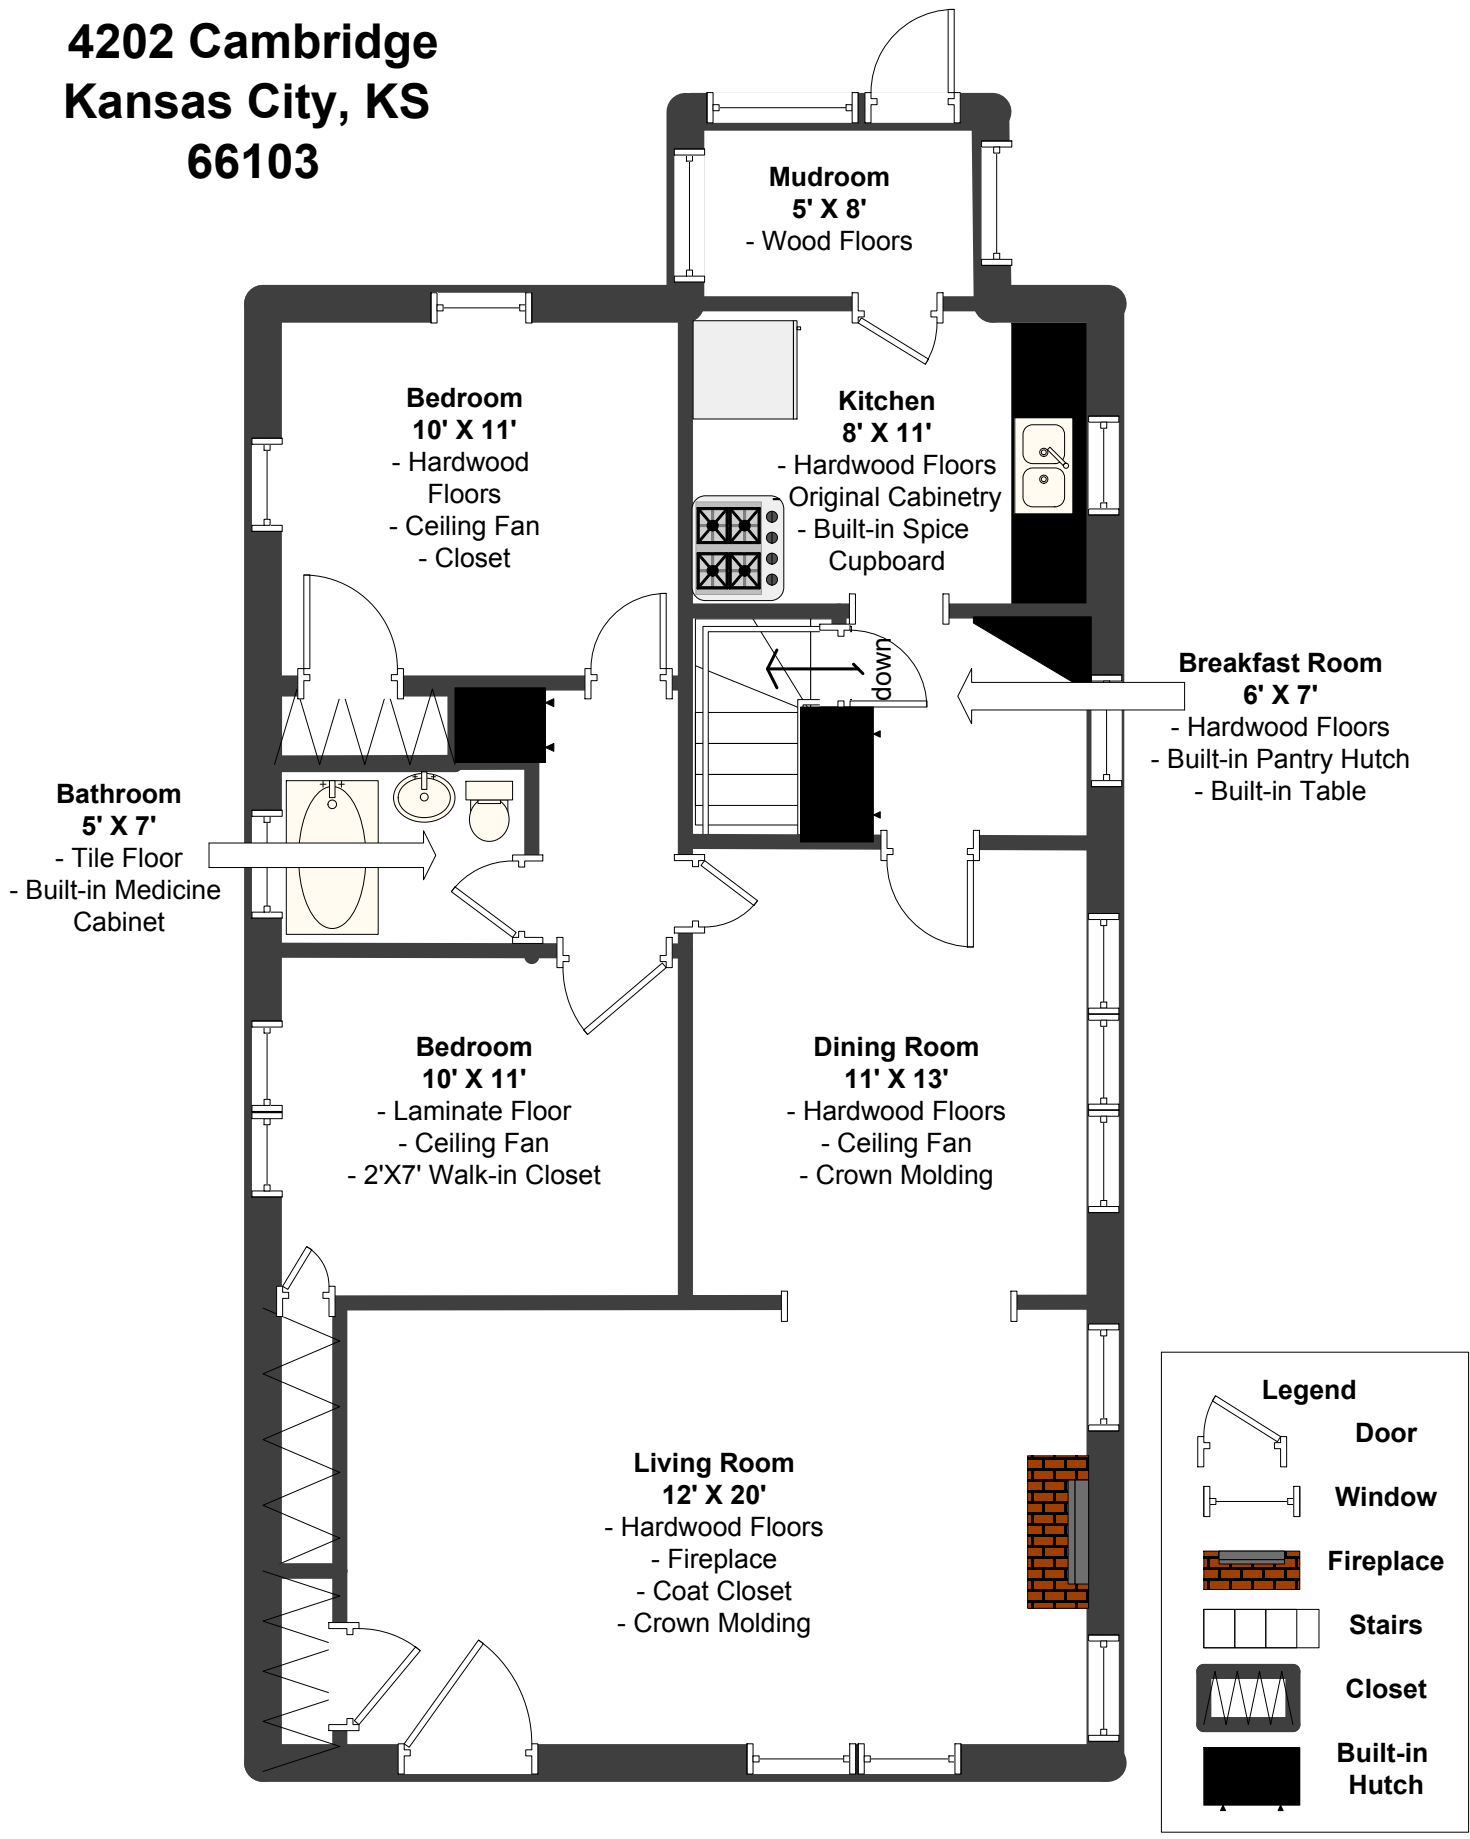 4202 Cambridge
Kansas City, KS
66103
Mudroom
5' X 8'
- Wood Floors
Bedroom
10' X 11'
- Hardwood
Floors
- Ceiling Fan
- Closet
Kitchen
8' X 11'
- Hardwood Floors
- Original Cabinetry
- Built-in Spice
Cupboard
down
Breakfast Room
6' X 7'
- Hardwood Floors
- Built-in Pantry Hutch
- Built-in Table
Bathroom
5' X 7'
- Tile Floor
- Built-in Medicine
Cabinet
Bedroom
10' X 11'
- Laminate Floor
- Ceiling Fan
- 2'X7' Walk-in Closet
Dining Room
11' X 13'
- Hardwood Floors
- Ceiling Fan
- Crown Molding
Living Room
12' X 20'
- Hardwood Floors
- Fireplace
- Coat Closet
- Crown Molding
Legend
Door
Window
Fireplace
Stairs
Closet
Built-in
Hutch